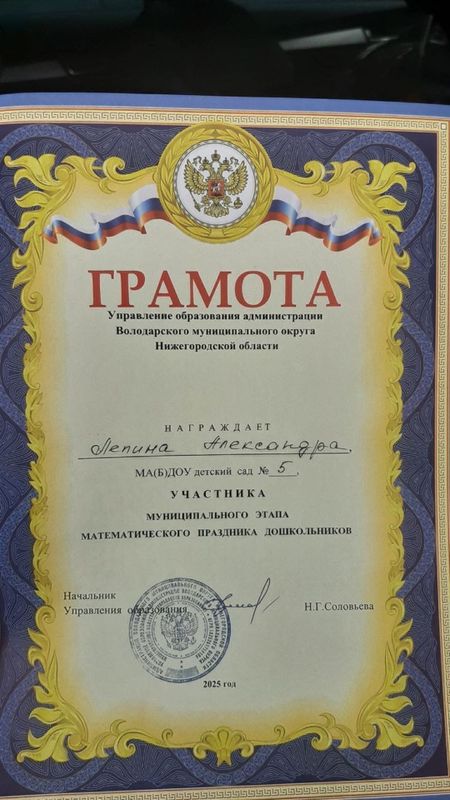 ГРАМОТА
Управление образования администрации
Володарского муниципального округа
Нижегородской области
НАГРАЖДАЕТ
Лепина Александра,
МА(Б)ДОУ детский сад № 5,
УЧАСТНИКА
МУНИЦИПАЛЬНОГО ЭТАПА
МАТЕМАТИЧЕСКОГО ПРАЗДНИКА ДОШКОЛЬНИКОВ
Начальник
Управления образования Н.Г.Соловьева
2025 год